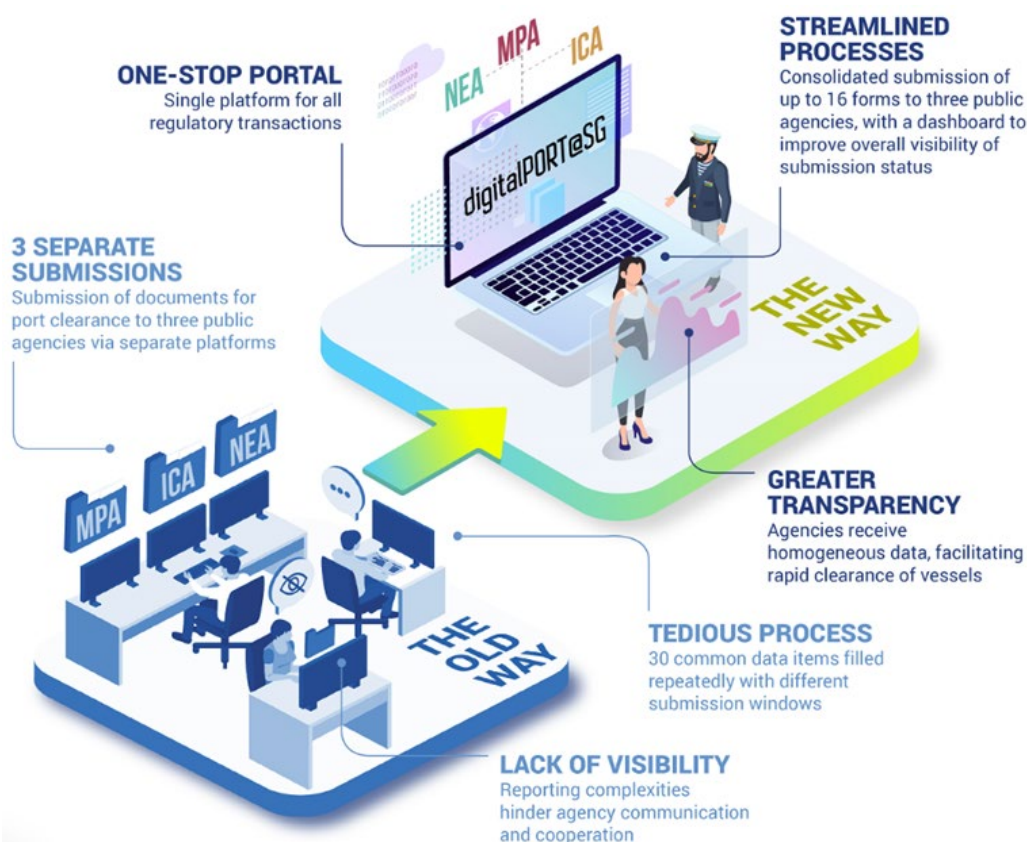 NEA
MPA
ICA
digitalPORT@SG
ONE-STOP PORTAL
Single platform for all
regulatory transactions
STREAMLINED
PROCESSES
Consolidated submission of
up to 16 forms to three public
agencies, with a dashboard to
improve overall visibility of
submission status
THE
NEW
WAY
GREATER
TRANSPARENCY
Agencies receive
homogeneous data, facilitating
rapid clearance of vessels
3 SEPARATE
SUBMISSIONS
Submission of documents for
port clearance to three public
agencies via separate platforms
MPA
ICA
NEA
THE
OLD
WAY
TEDIOUS PROCESS
30 common data items filled
repeatedly with different
submission windows
LACK OF VISIBILITY
Reporting complexities
hinder agency communication
and cooperation